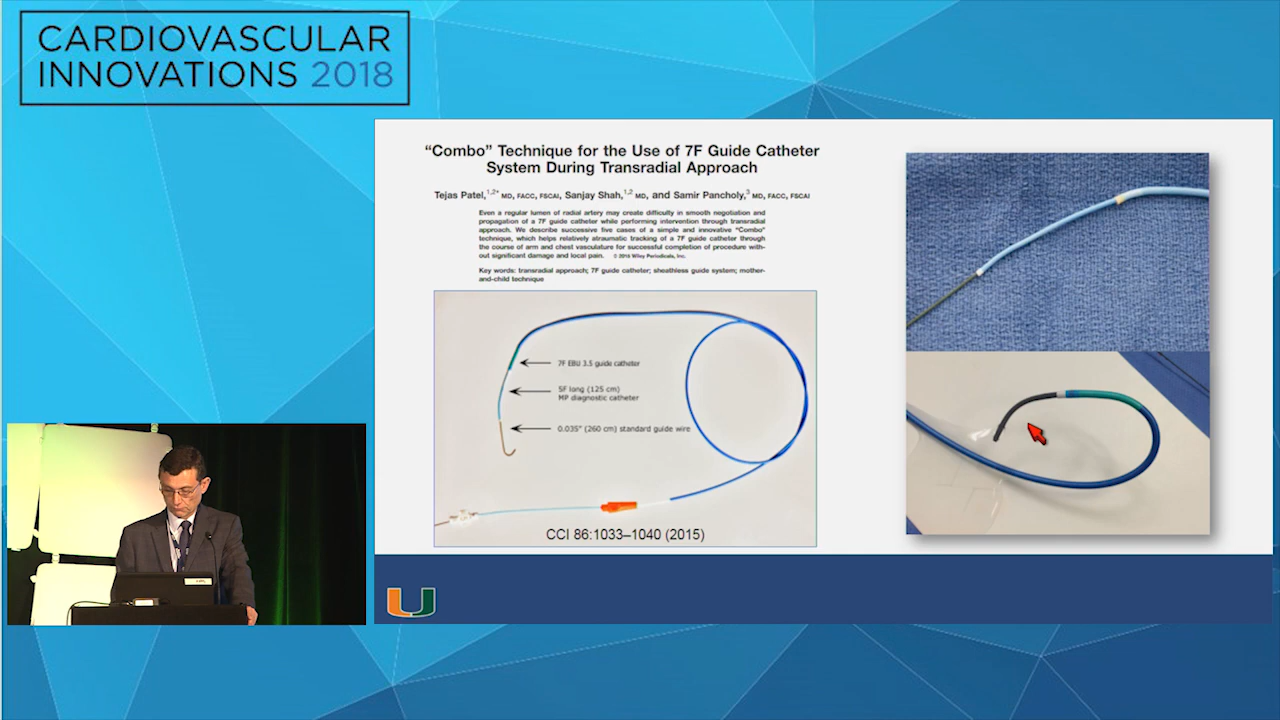 CARDIOVASCULAR
INNOVATIONS 2018
“Combo” Technique for the Use of 7F Guide Catheter
System During Transradial Approach
Tejas Patel,1,2* MD, FACC, FSCAI, Sanjay Shah,1,2 MD, and Samir Pancholy,3 MD, FACC, FSCAI
Even a regular lumen of radial artery may create difficulty in smooth negotiation and
propagation of a 7F guide catheter while performing intervention through transradial
approach. We describe successive five cases of a simple and innovative “Combo”
technique, which helps relatively atraumatic tracking of a 7F guide catheter through
the course of arm and chest vasculature for successful completion of procedure with-
out significant damage and local pain. © 2015 Wiley Periodicals, Inc.
Key words: transradial approach; 7F guide catheter; sheathless guide system; mother-
and-child technique
7F EBU 3.5 guide catheter
5F long (125 cm)
MP diagnostic catheter
0.035" (260 cm) standard guide wire
CCI 86:1033–1040 (2015)
U